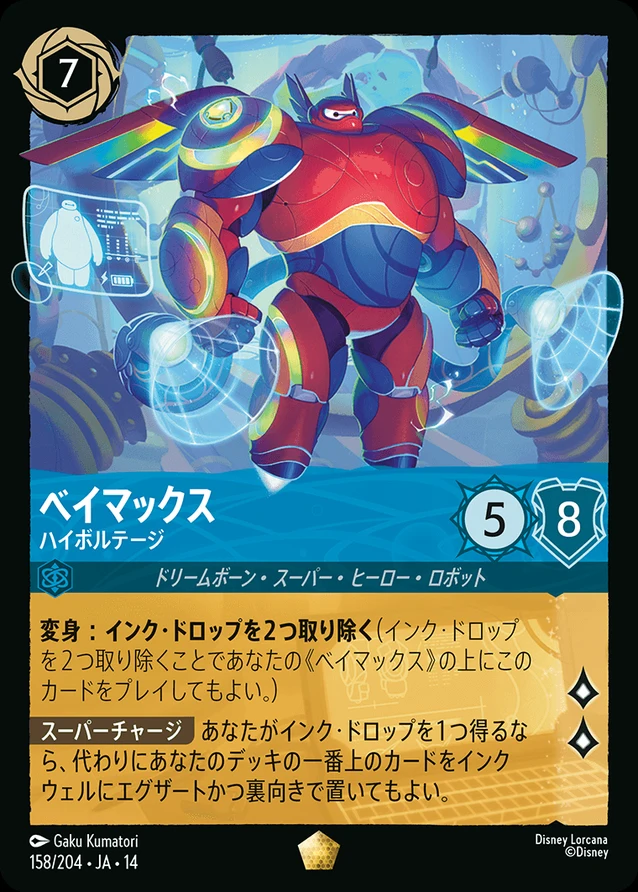 7
ベイマックス
ハイボルテージ
5
8
ドリームボーン・スーパー・ヒーロー・ロボット
変身：インク・ドロップを2つ取り除く(インク・ドロップ
を2つ取り除くことであなたの《ベイマックス》の上にこの
カードをプレイしてもよい。)
スーパーチャージ あなたがインク・ドロップを1つ得るな
ら、代わりにあなたのデッキの一番上のカードをインク
ウェルにエグザートかつ裏向きで置いてもよい。
Gaku Kumatori
158/204・JA・14
Disney Lorcana
©Disney